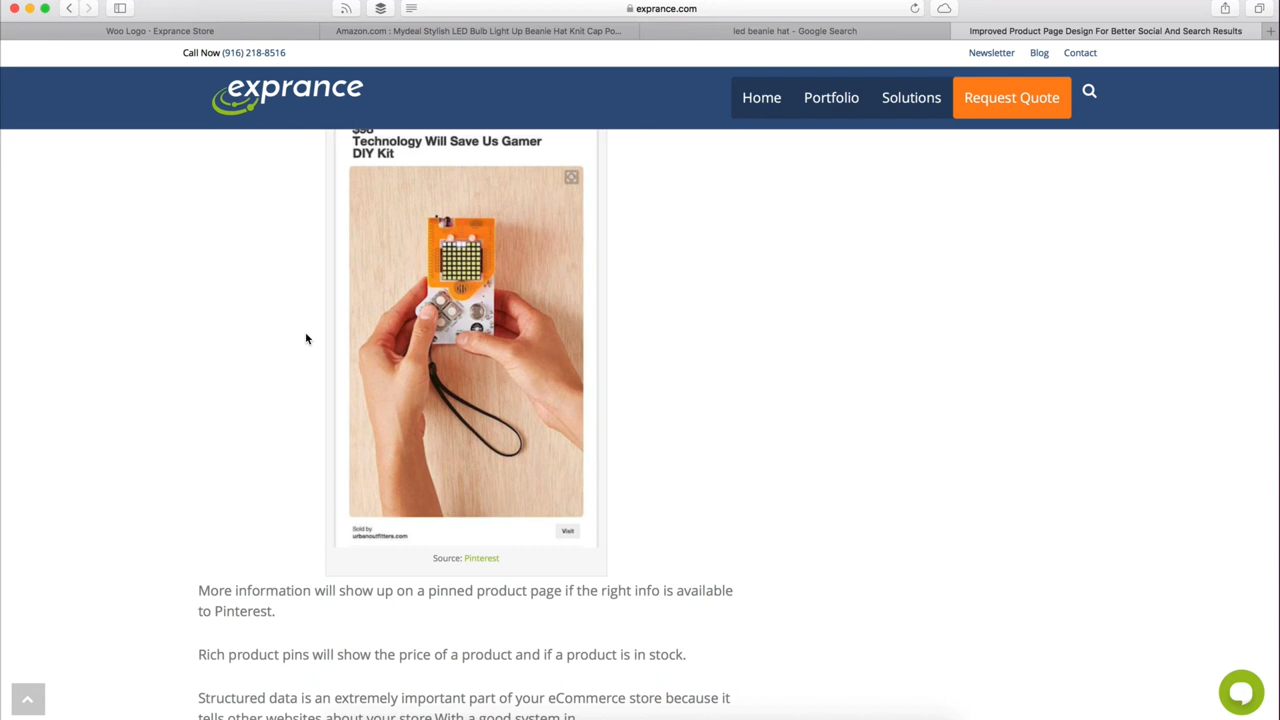 exprance.com
Woo Logo - Exprance Store
Amazon.com : Mydeal Stylish LED Bulb Light Up Beanie Hat Knit Cap Po...
led beanie hat - Google Search
Improved Product Page Design For Better Social And Search Results
Call Now (916) 218-8516
Newsletter
Blog
Contact
exprance
Home
Portfolio
Solutions
Request Quote
$98
Technology Will Save Us Gamer
DIY Kit
Sold by
urbanoutfitters.com
Visit
Source: Pinterest
More information will show up on a pinned product page if the right info is available
to Pinterest.
Rich product pins will show the price of a product and if a product is in stock.
Structured data is an extremely important part of your eCommerce store because it
tells other websites about your store.With a good system in